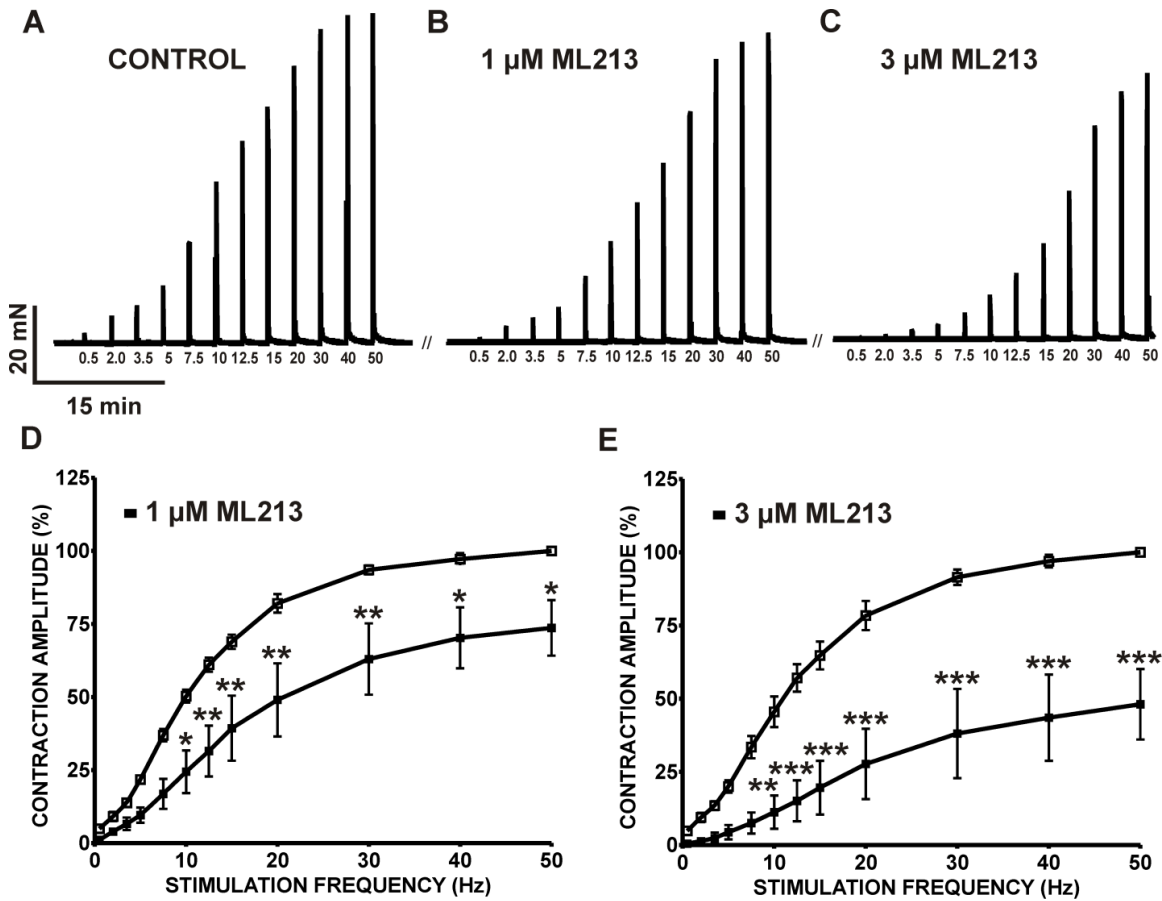 A
B
C
CONTROL
1 µM ML213
3 µM ML213
20 mN
15 min
0.5 2.0 3.5 5 7.5 10 12.5 15 20 30 40 50
//
0.5 2.0 3.5 5 7.5 10 12.5 15 20 30 40 50
//
0.5 2.0 3.5 5 7.5 10 12.5 15 20 30 40 50
D
CONTRACTION AMPLITUDE (%)
125
100
75
50
25
0
1 µM ML213
* ** ** ** ** * *
0 10 20 30 40 50
STIMULATION FREQUENCY (Hz)
E
CONTRACTION AMPLITUDE (%)
125
100
75
50
25
0
3 µM ML213
** *** *** *** *** *** ***
0 10 20 30 40 50
STIMULATION FREQUENCY (Hz)